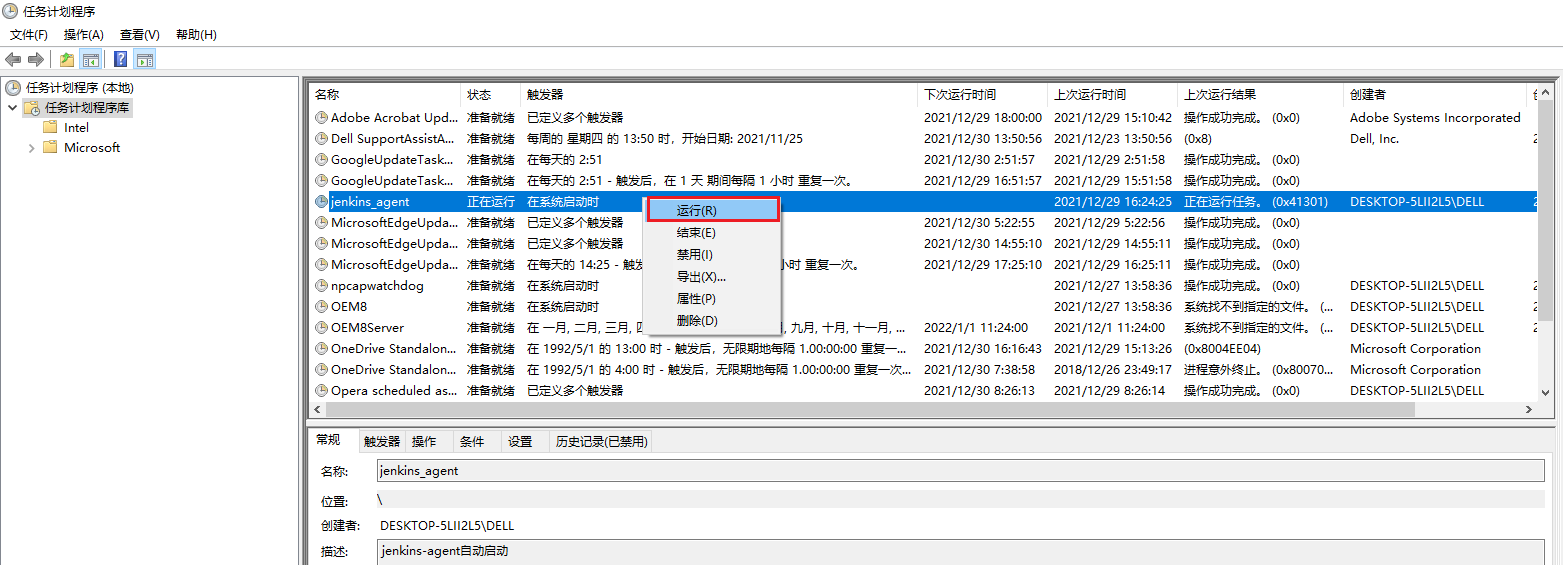 任务计划程序
文件(F) 操作(A) 查看(V) 帮助(H)
任务计划程序 (本地)
任务计划程序库
Intel
Microsoft
名称 状态 触发器 下次运行时间 上次运行时间 上次运行结果 创建者
Adobe Acrobat Upd... 准备就绪 已定义多个触发器 2021/12/29 18:00:00 2021/12/29 15:10:42 操作成功完成。 (0x0) Adobe Systems Incorporated
Dell SupportAssistA... 准备就绪 每周的 星期四 的 13:50 时，开始日期: 2021/11/25 2021/12/30 13:50:56 2021/12/23 13:50:56 (0x8) Dell, Inc.
GoogleUpdateTask... 准备就绪 在每天的 2:51 2021/12/30 2:51:57 2021/12/29 2:51:58 操作成功完成。 (0x0)
GoogleUpdateTask... 准备就绪 在每天的 2:51 - 触发后，在 1 天 期间每隔 1 小时 重复一次。 2021/12/29 16:51:57 2021/12/29 15:51:58 操作成功完成。 (0x0)
jenkins_agent 正在运行 在系统启动时 2021/12/29 16:24:25 正在运行任务。 (0x41301) DESKTOP-5LII2L5\DELL
MicrosoftEdgeUpda... 准备就绪 已定义多个触发器 2021/12/30 5:22:55 2021/12/29 5:22:56 操作成功完成。 (0x0)
MicrosoftEdgeUpda... 准备就绪 已定义多个触发器 2021/12/30 14:55:10 2021/12/29 14:55:11 操作成功完成。 (0x0)
MicrosoftEdgeUpda... 准备就绪 在每天的 14:25 - 触发 小时 重复一次。 2021/12/29 17:25:10 2021/12/29 16:25:11 操作成功完成。 (0x0)
npcapwatchdog 准备就绪 在系统启动时 2021/12/27 13:58:36 操作成功完成。 (0x0) DESKTOP-5LII2L5\DELL
OEM8 准备就绪 在系统启动时 2021/12/27 13:58:36 系统找不到指定的文件。 (... DESKTOP-5LII2L5\DELL
OEM8Server 准备就绪 在 一月, 二月, 三月, 九月, 十月, 十一月, ... 2022/1/1 11:24:00 2021/12/1 11:24:00 系统找不到指定的文件。 (... DESKTOP-5LII2L5\DELL
OneDrive Standalon... 准备就绪 在 1992/5/1 的 13:00 时 - 触发后，无限期地每隔 1.00:00:00 重复一... 2021/12/30 16:16:43 2021/12/29 15:13:26 (0x8004EE04) Microsoft Corporation
OneDrive Standalon... 准备就绪 在 1992/5/1 的 4:00 时 - 触发后，无限期地每隔 1.00:00:00 重复一次... 2021/12/30 7:38:58 2018/12/26 23:49:17 进程意外终止。 (0x80070... Microsoft Corporation
Opera scheduled as... 准备就绪 已定义多个触发器 2021/12/30 8:26:13 2021/12/29 8:26:14 操作成功完成。 (0x0) DESKTOP-5LII2L5\DELL
运行(R)
结束(E)
禁用(I)
导出(X)...
属性(P)
删除(D)
常规 触发器 操作 条件 设置 历史记录(已禁用)
名称: jenkins_agent
位置: \
创建者: DESKTOP-5LII2L5\DELL
描述: jenkins-agent自动启动